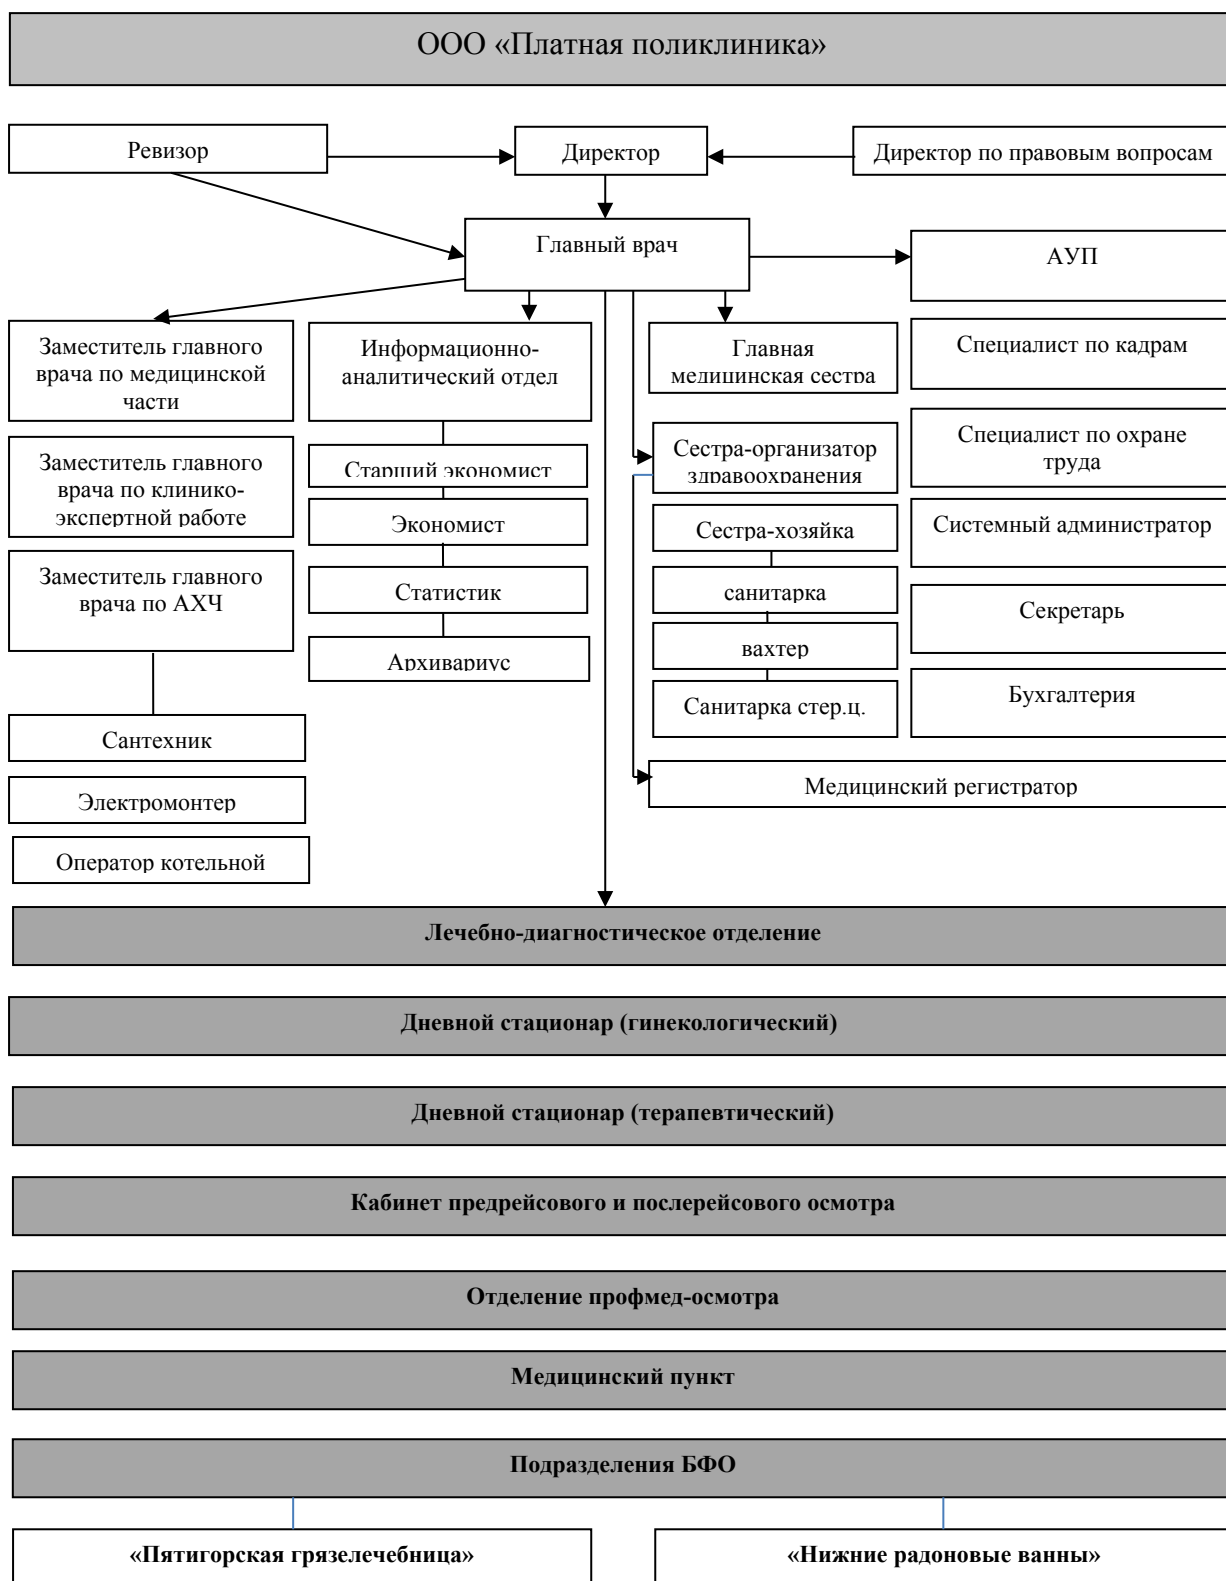 ООО «Платная поликлиника»
Ревизор
Директор
Директор по правовым вопросам
Главный врач
АУП
Заместитель главного
врача по медицинской
части
Информационно-
аналитический отдел
Главная
медицинская сестра
Специалист по кадрам
Заместитель главного
врача по клинико-
экспертной работе
Старший экономист
Сестра-организатор
здравоохранения
Специалист по охране
труда
Экономист
Сестра-хозяйка
Системный администратор
Заместитель главного
врача по АХЧ
Статистик
санитарка
Секретарь
Архивариус
вахтер
Санитарка стер.ц.
Бухгалтерия
Сантехник
Электромонтер
Оператор котельной
Медицинский регистратор
Лечебно-диагностическое отделение
Дневной стационар (гинекологический)
Дневной стационар (терапевтический)
Кабинет предрейсового и послерейсового осмотра
Отделение профмед-осмотра
Медицинский пункт
Подразделения БФО
«Пятигорская грязелечебница»
«Нижние радоновые ванны»